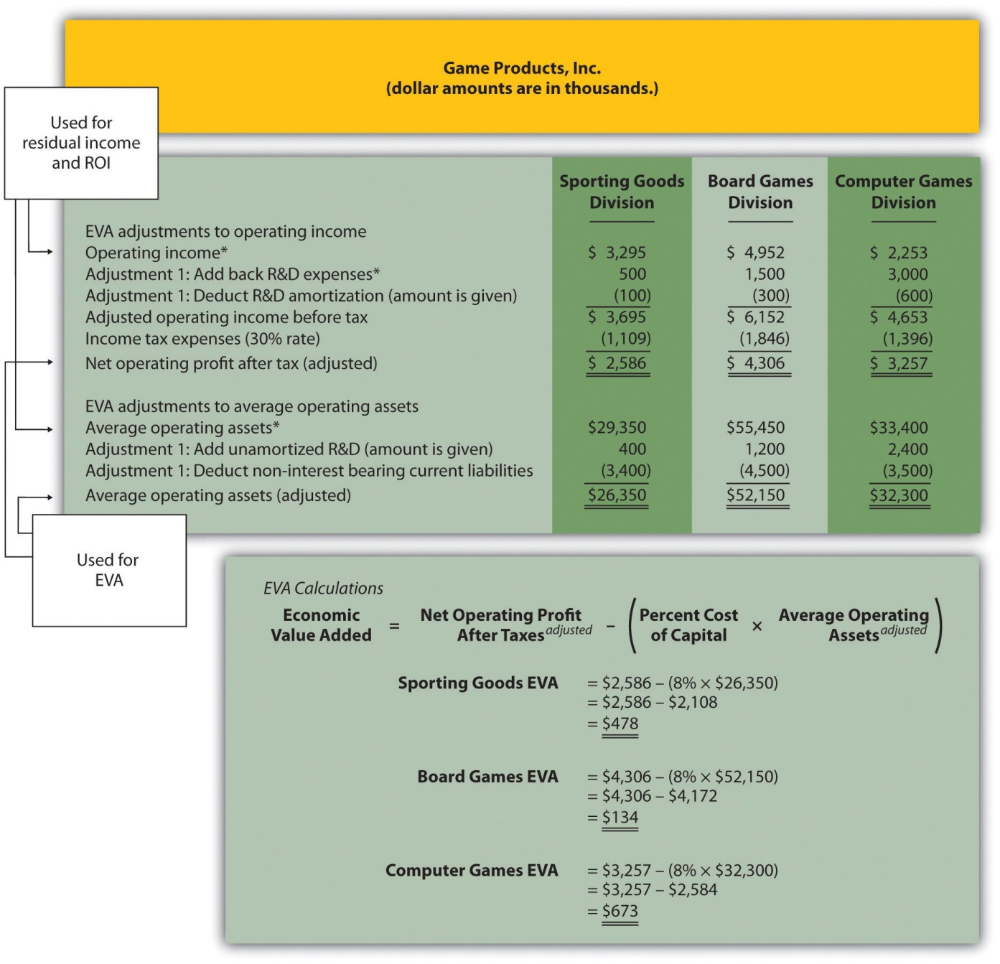 Game Products, Inc.
(dollar amounts are in thousands.)
Used for
residual income
and ROI
Sporting Goods Board Games Computer Games
Division Division Division
EVA adjustments to operating income
Operating income* $ 3,295 $ 4,952 $ 2,253
Adjustment 1: Add back R&D expenses* 500 1,500 3,000
Adjustment 1: Deduct R&D amortization (amount is given) (100) (300) (600)
Adjusted operating income before tax $ 3,695 $ 6,152 $ 4,653
Income tax expenses (30% rate) (1,109) (1,846) (1,396)
Net operating profit after tax (adjusted) $ 2,586 $ 4,306 $ 3,257
EVA adjustments to average operating assets
Average operating assets* $29,350 $55,450 $33,400
Adjustment 1: Add unamortized R&D (amount is given) 400 1,200 2,400
Adjustment 1: Deduct non-interest bearing current liabilities (3,400) (4,500) (3,500)
Average operating assets (adjusted) $26,350 $52,150 $32,300
Used for
EVA
EVA Calculations
Economic Net Operating Profit Percent Cost Average Operating
Value Added = After Taxes adjusted – ( of Capital × Assets adjusted )
Sporting Goods EVA = $2,586 – (8% × $26,350)
= $2,586 – $2,108
= $478
Board Games EVA = $4,306 – (8% × $52,150)
= $4,306 – $4,172
= $134
Computer Games EVA = $3,257 – (8% × $32,300)
= $3,257 – $2,584
= $673